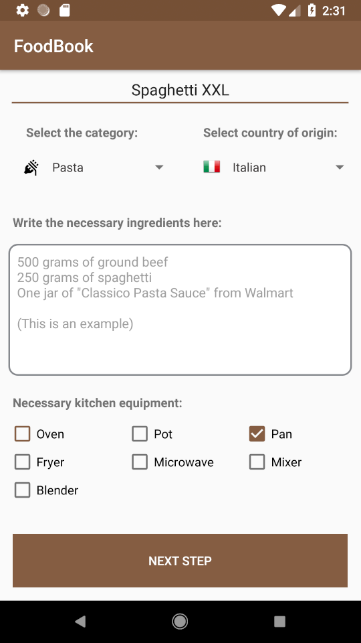 2:31
FoodBook
Spaghetti XXL
Select the category: Select country of origin:
Pasta Italian
Write the necessary ingredients here:
500 grams of ground beef
250 grams of spaghetti
One jar of "Classico Pasta Sauce" from Walmart
(This is an example)
Necessary kitchen equipment:
Oven Pot Pan
Fryer Microwave Mixer
Blender
NEXT STEP